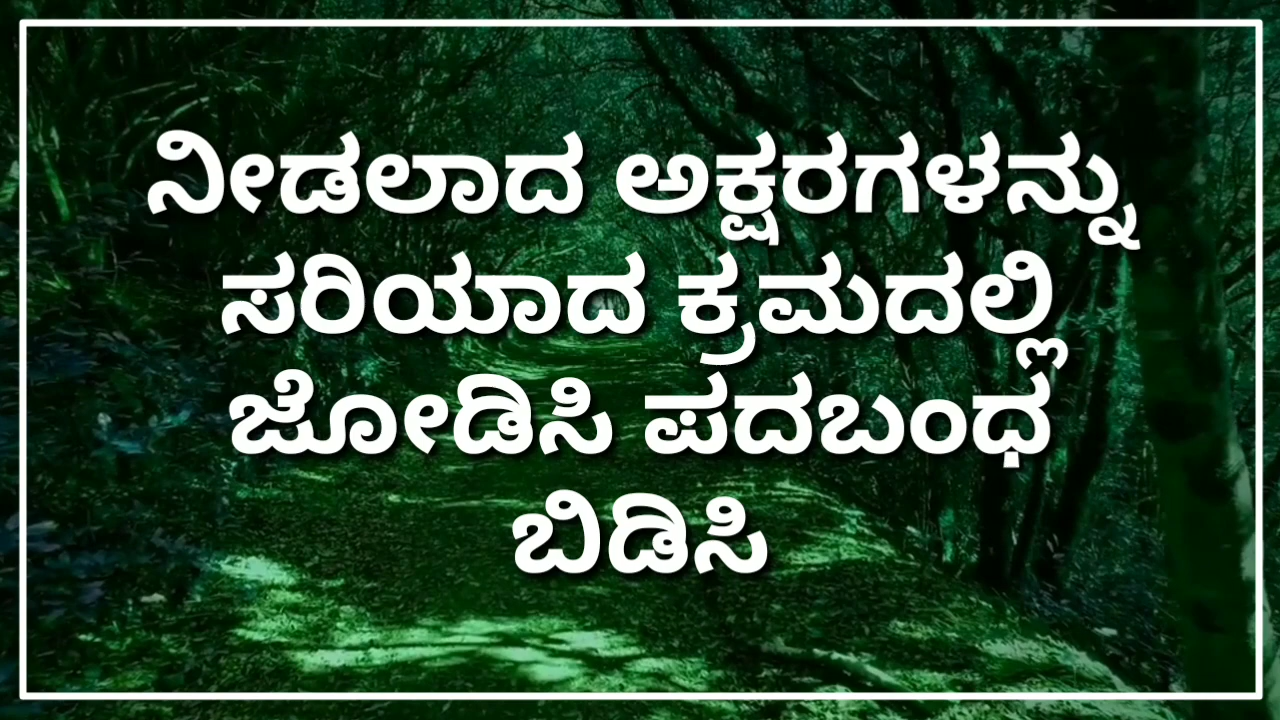 ನೀಡಲಾದ ಅಕ್ಷರಗಳನ್ನು
ಸರಿಯಾದ ಕ್ರಮದಲ್ಲಿ
ಜೋಡಿಸಿ ಪದಬಂಧ
ಬಿಡಿಸಿ